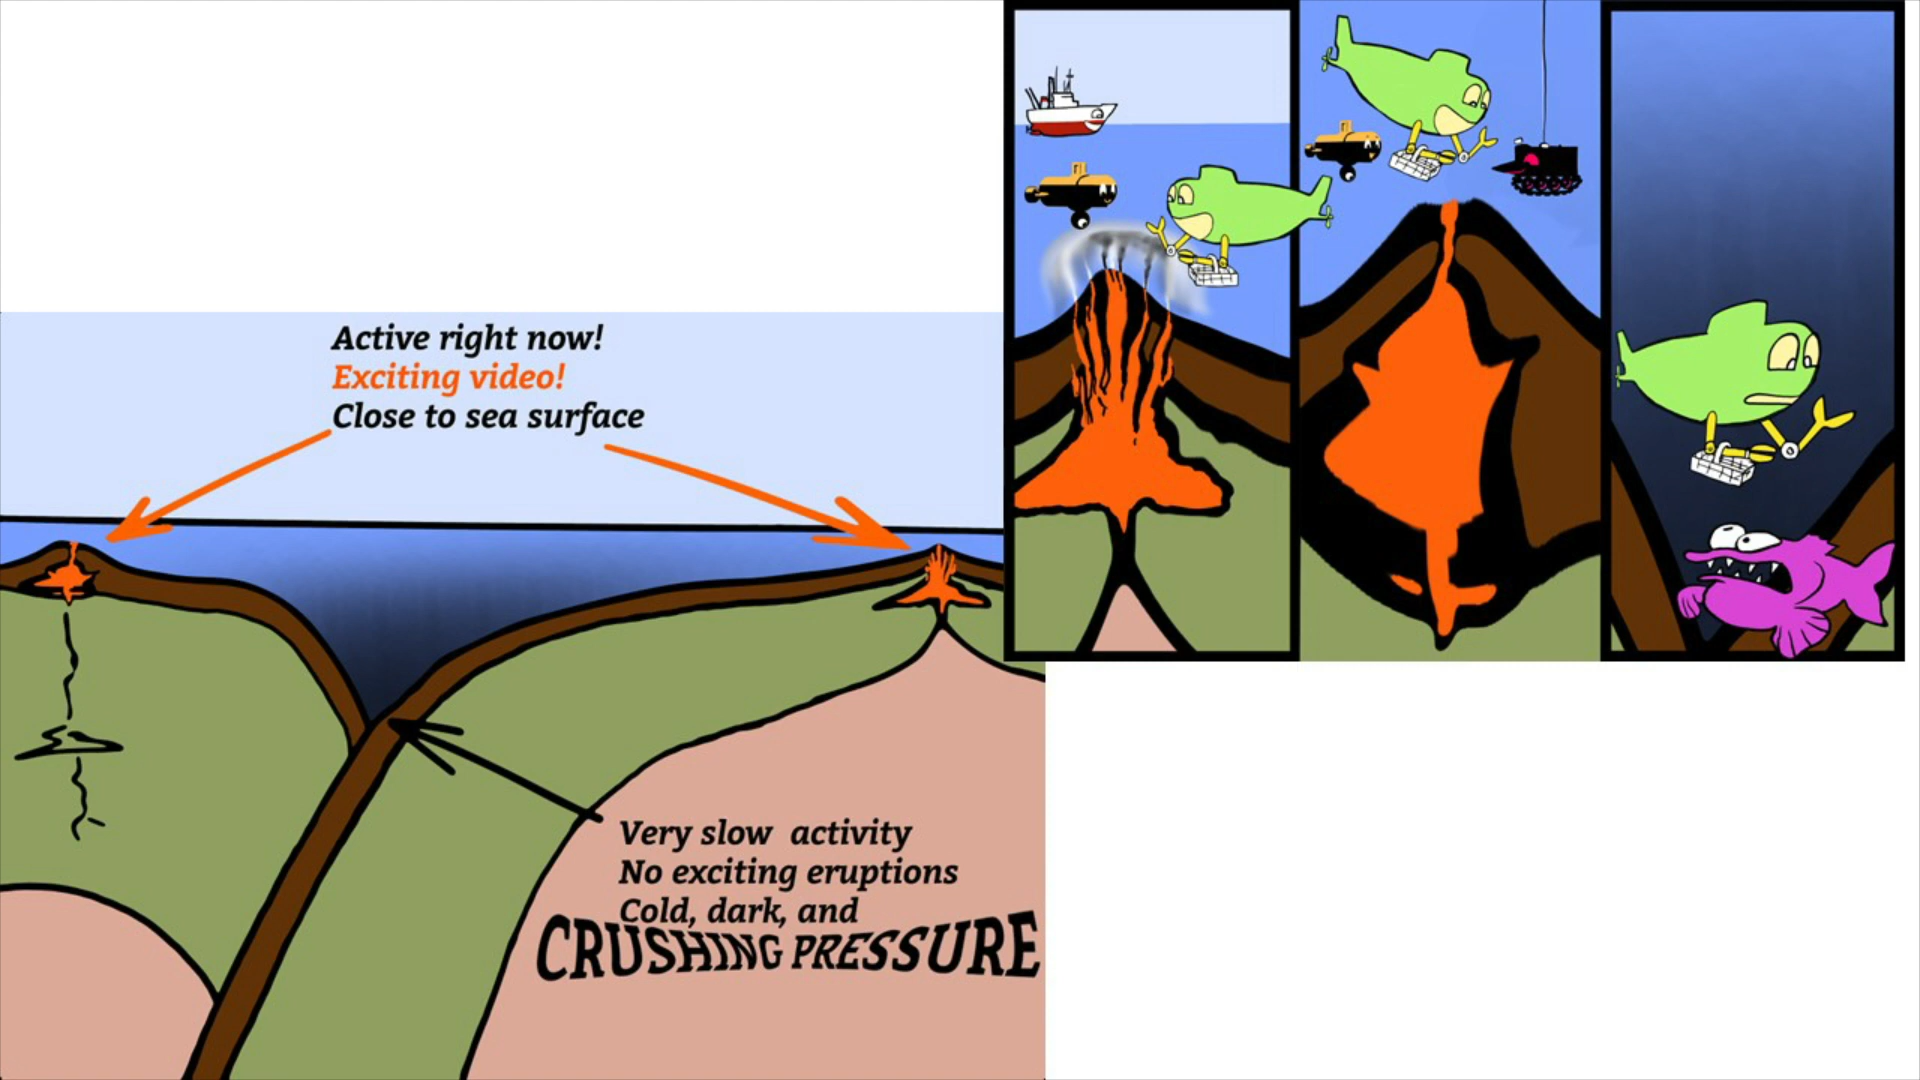 Active right now!
Exciting video!
Close to sea surface
Very slow activity
No exciting eruptions
Cold, dark, and
CRUSHING PRESSURE